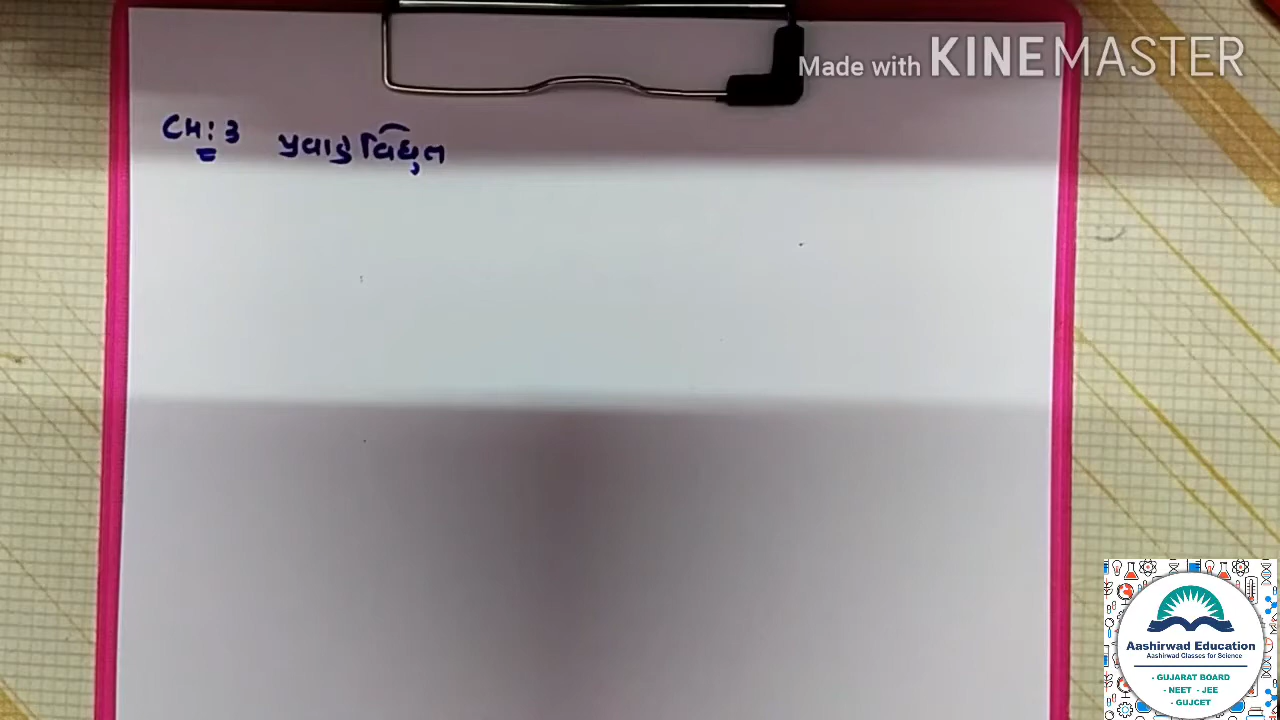 Made with KINEMASTER
CH: 3 પ્રવાહ વિદ્યુત
Aashirwad Education
Aashirwad Classes for Science
- GUJARAT BOARD
- NEET - JEE
- GUJCET